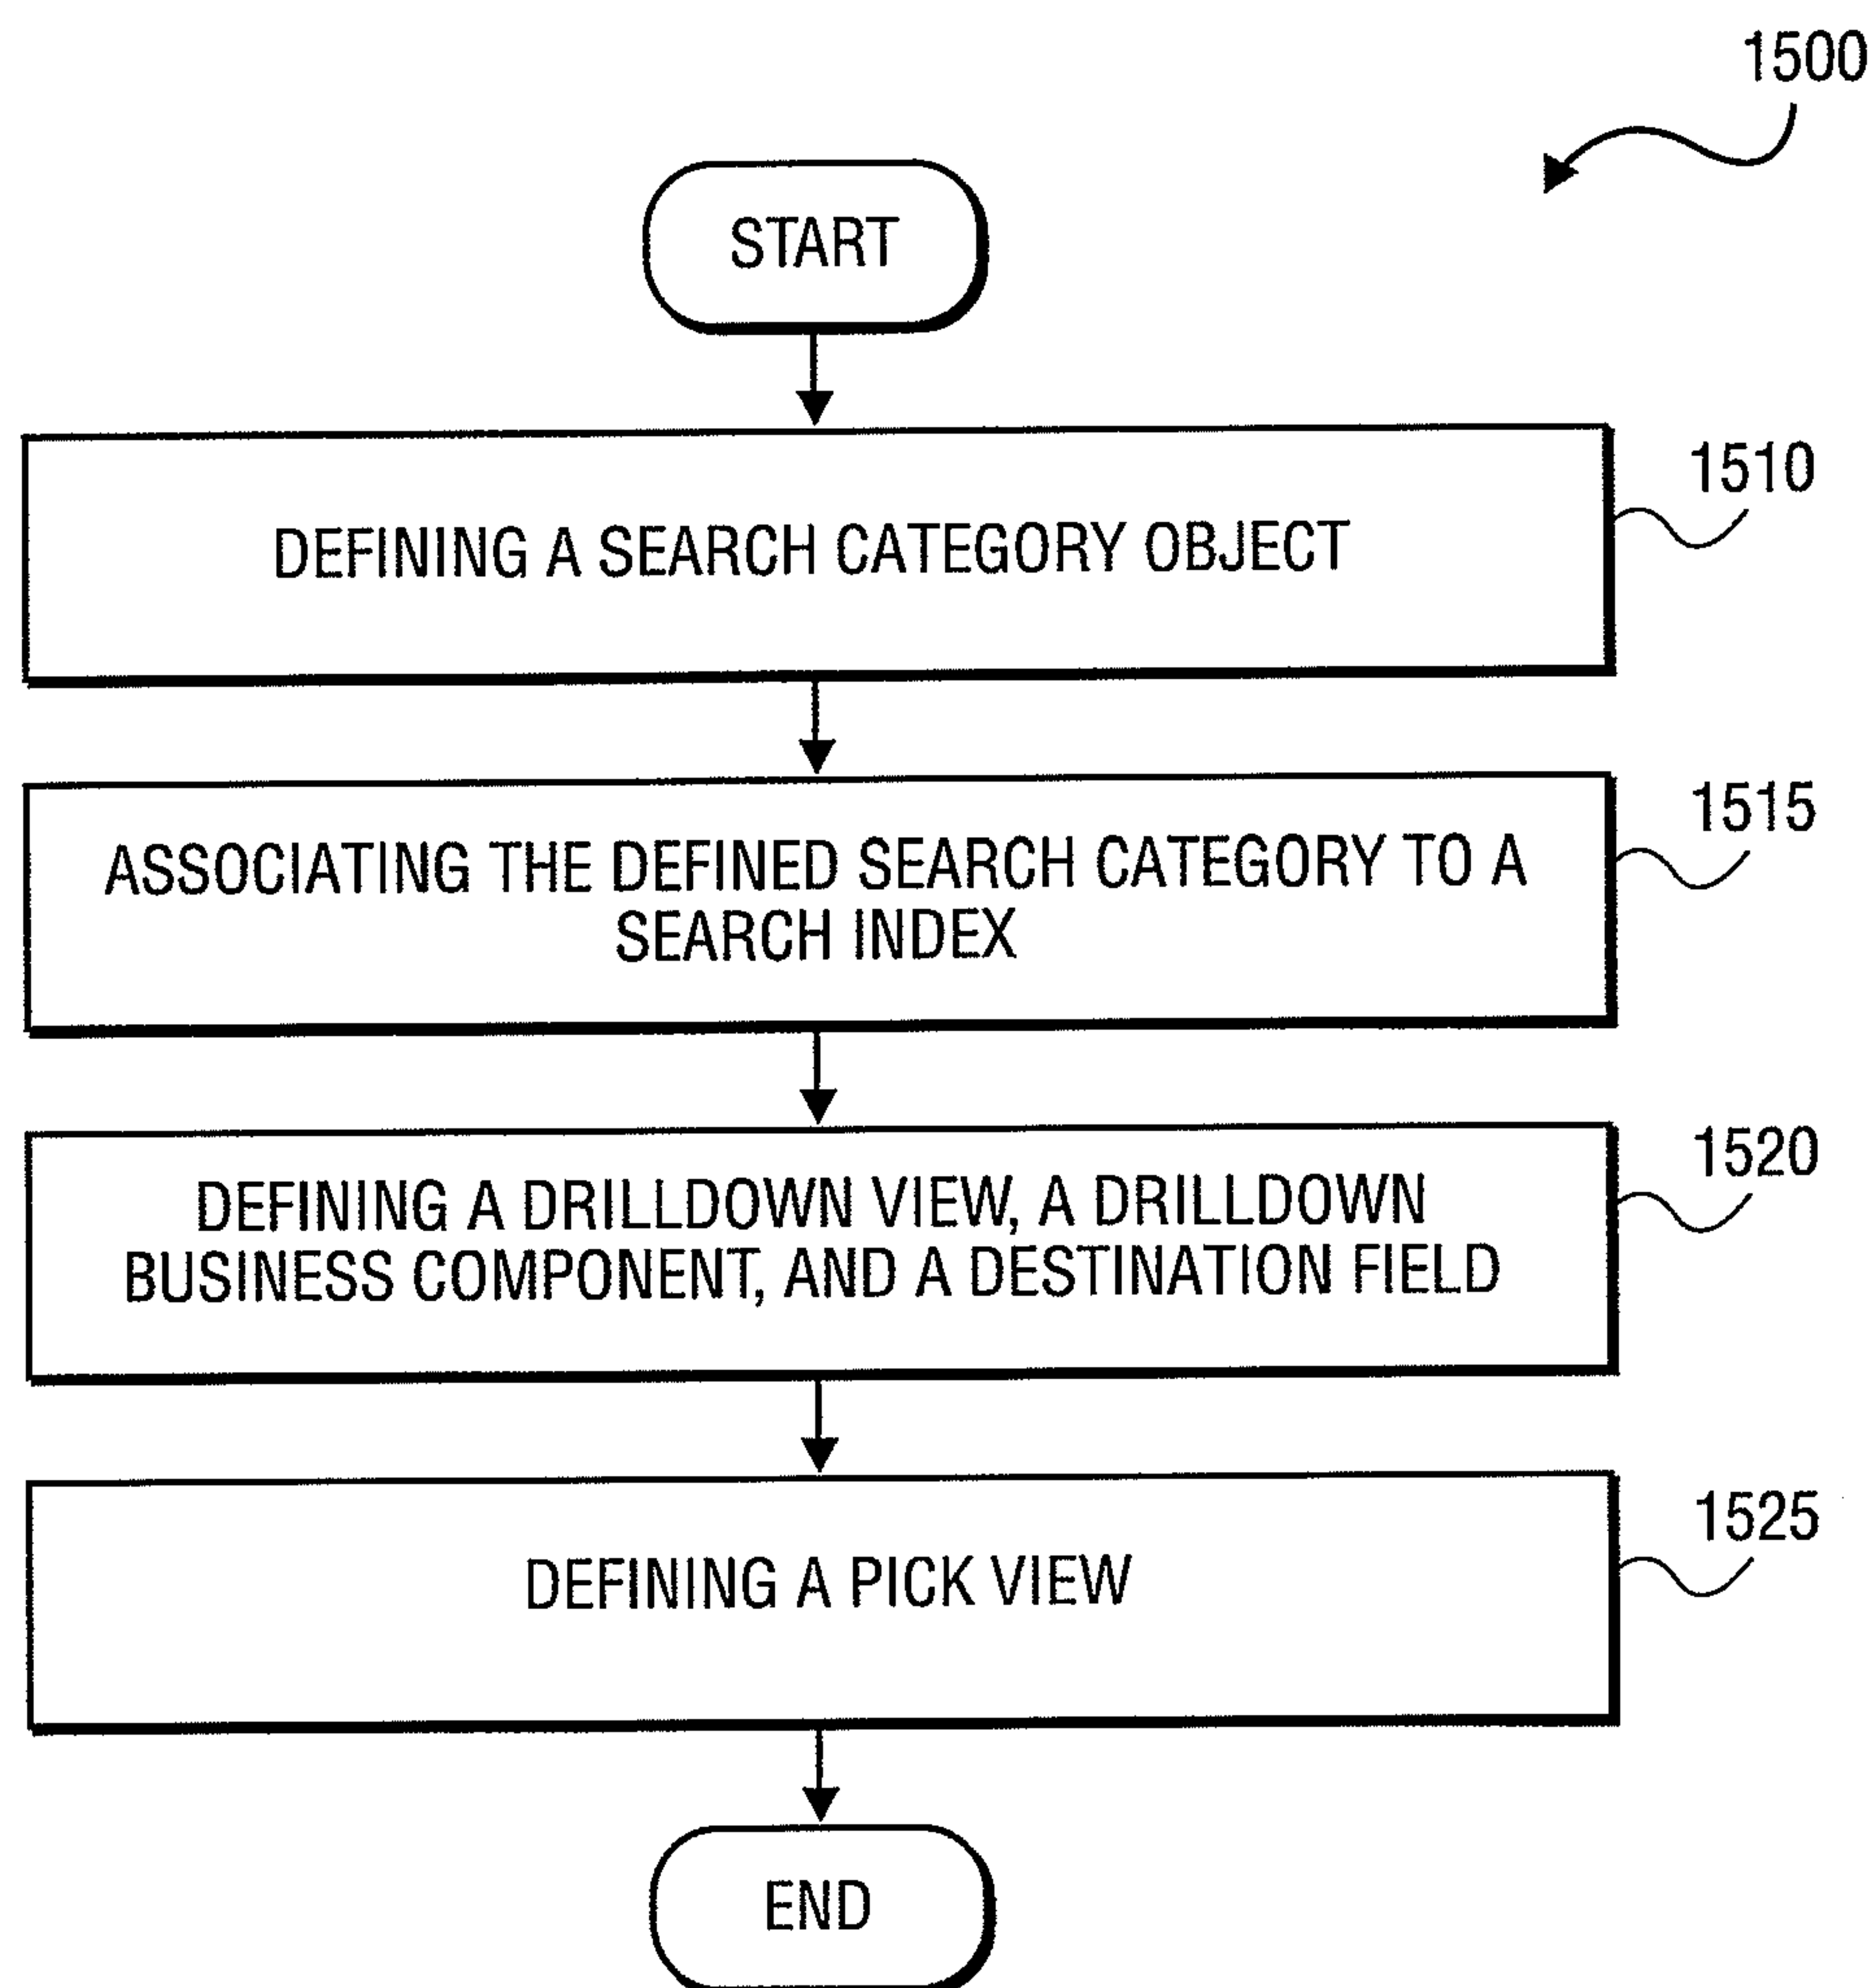 1500
START
1510
DEFINING A SEARCH CATEGORY OBJECT
1515
ASSOCIATING THE DEFINED SEARCH CATEGORY TO A
SEARCH INDEX
1520
DEFINING A DRILLDOWN VIEW, A DRILLDOWN
BUSINESS COMPONENT, AND A DESTINATION FIELD
1525
DEFINING A PICK VIEW
END